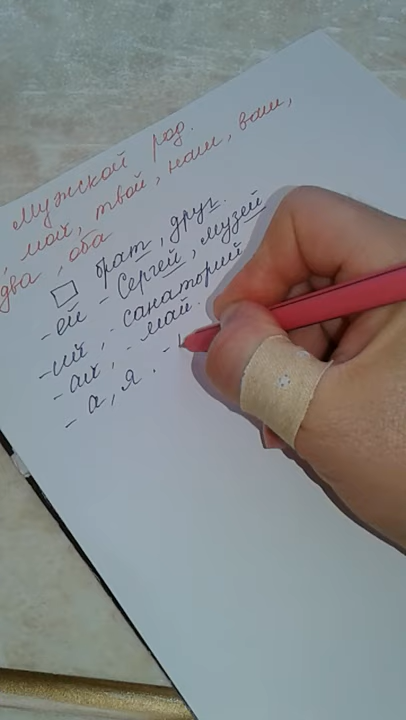 Мужской род.
, мой, твой, наш, ваш,
два, оба
□ брат, друг.
-ей - Сергей, музей
-ий, - санаторий
-ай, - май.
- а, я. -